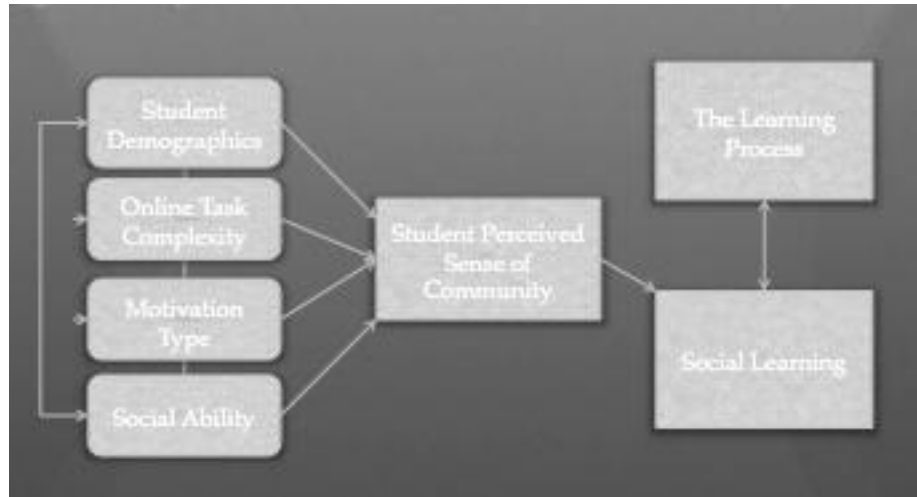 Student
Demographics
Online Task
Complexity
Motivation
Type
Social Ability
Student Perceived
Sense of
Community
The Learning
Process
Social Learning